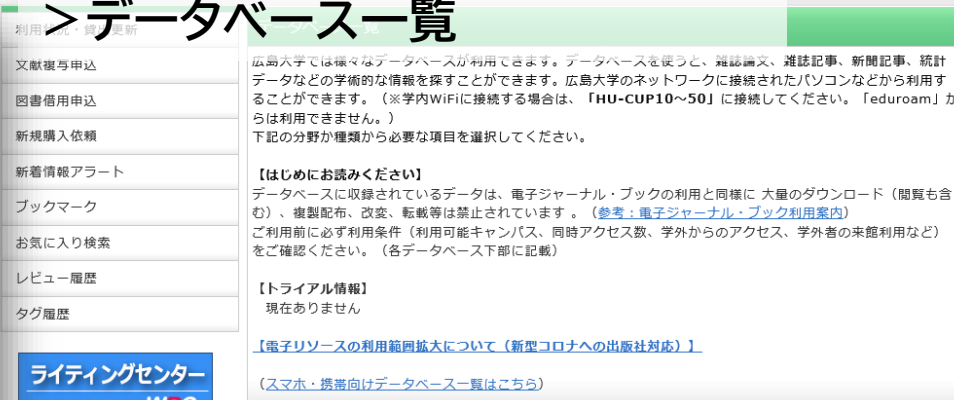 ＞データベース一覧
利用状況・貸出更新
文献複写申込
図書借用申込
新規購入依頼
新着情報アラート
ブックマーク
お気に入り検索
レビュー履歴
タグ履歴
ライティングセンター
広島大学では様々なデータベースが利用できます。データベースを使うと、雑誌論文、雑誌記事、新聞記事、統計
データなどの学術的な情報を探すことができます。広島大学のネットワークに接続されたパソコンなどから利用す
ることができます。（※学内WiFiに接続する場合は、「HU-CUP10～50」に接続してください。「eduroam」か
らは利用できません。）
下記の分野か種類から必要な項目を選択してください。
【はじめにお読みください】
データベースに収録されているデータは、電子ジャーナル・ブックの利用と同様に 大量のダウンロード（閲覧も含
む）、複製配布、改変、転載等は禁止されています 。（参考：電子ジャーナル・ブック利用案内）
ご利用前に必ず利用条件（利用可能キャンパス、同時アクセス数、学外からのアクセス、学外者の来館利用など）
をご確認ください。（各データベース下部に記載）
【トライアル情報】
現在ありません
【電子リソースの利用範囲拡大について（新型コロナへの出版社対応）】
（スマホ・携帯向けデータベース一覧はこちら）